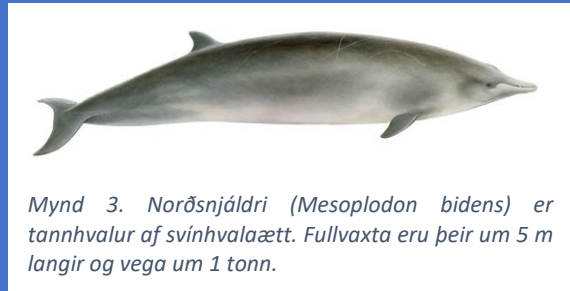 Mynd 3. Norðsnjáldri (Mesoplodon bidens) er
tannhvalur af svínhvalaætt. Fullvaxta eru þeir um 5 m
langir og vega um 1 tonn.